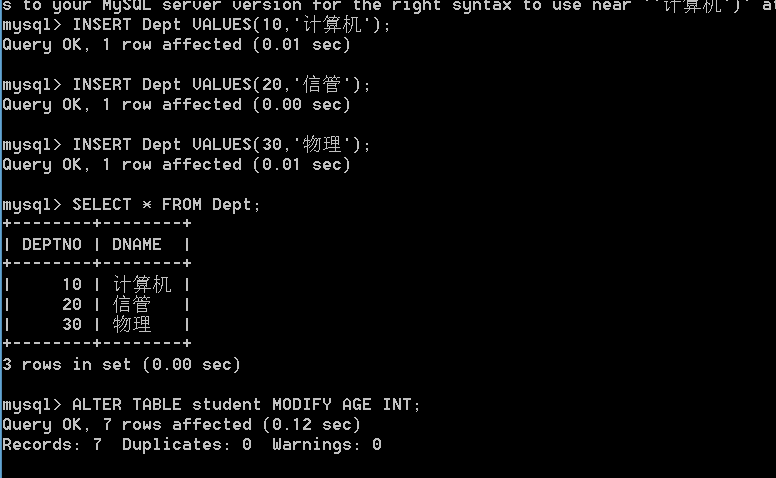 s to your MySQL server version for the right syntax to use near ''计算机')' at
mysql> INSERT Dept VALUES(10,'计算机');
Query OK, 1 row affected (0.01 sec)
mysql> INSERT Dept VALUES(20,'信管');
Query OK, 1 row affected (0.00 sec)
mysql> INSERT Dept VALUES(30,'物理');
Query OK, 1 row affected (0.01 sec)
mysql> SELECT * FROM Dept;
+--------+--------+
| DEPTNO | DNAME  |
+--------+--------+
|     10 | 计算机 |
|     20 | 信管   |
|     30 | 物理   |
+--------+--------+
3 rows in set (0.00 sec)
mysql> ALTER TABLE student MODIFY AGE INT;
Query OK, 7 rows affected (0.12 sec)
Records: 7  Duplicates: 0  Warnings: 0